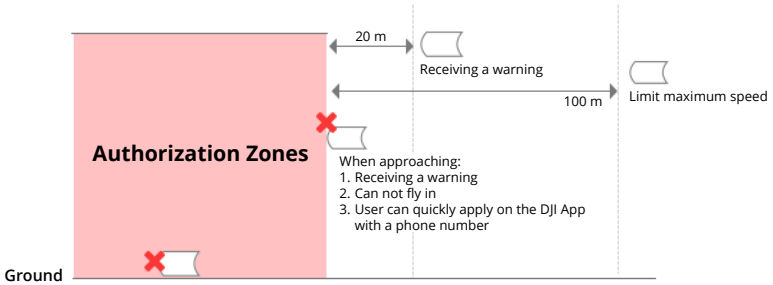 20 m
Receiving a warning
100 m
Limit maximum speed
Authorization Zones
When approaching:
1. Receiving a warning
2. Can not fly in
3. User can quickly apply on the DJI App
with a phone number
Ground